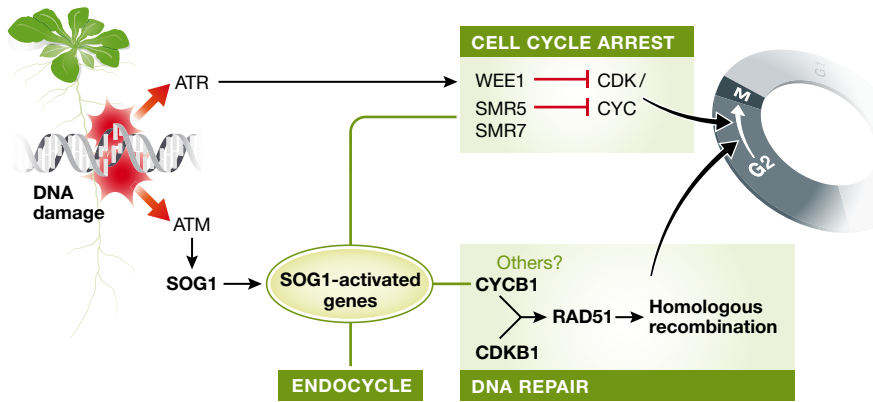 CELL CYCLE ARREST
ATR
WEE1 CDK /
SMR5 CYC
SMR7
G1
M
G2
DNA
damage
ATM
SOG1
SOG1-activated
genes
Others?
CYCB1
RAD51
Homologous
recombination
CDKB1
ENDOCYCLE
DNA REPAIR